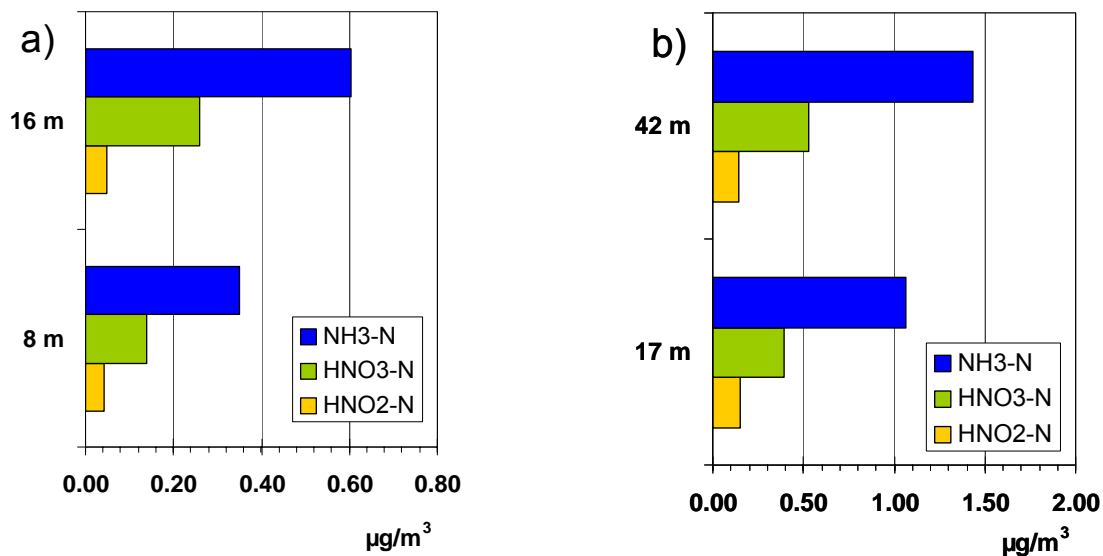 a)
16 m
8 m
NH3-N
HNO3-N
HNO2-N
0.00 0.20 0.40 0.60 0.80
µg/m³
b)
42 m
17 m
NH3-N
HNO3-N
HNO2-N
0.00 0.50 1.00 1.50 2.00
µg/m³